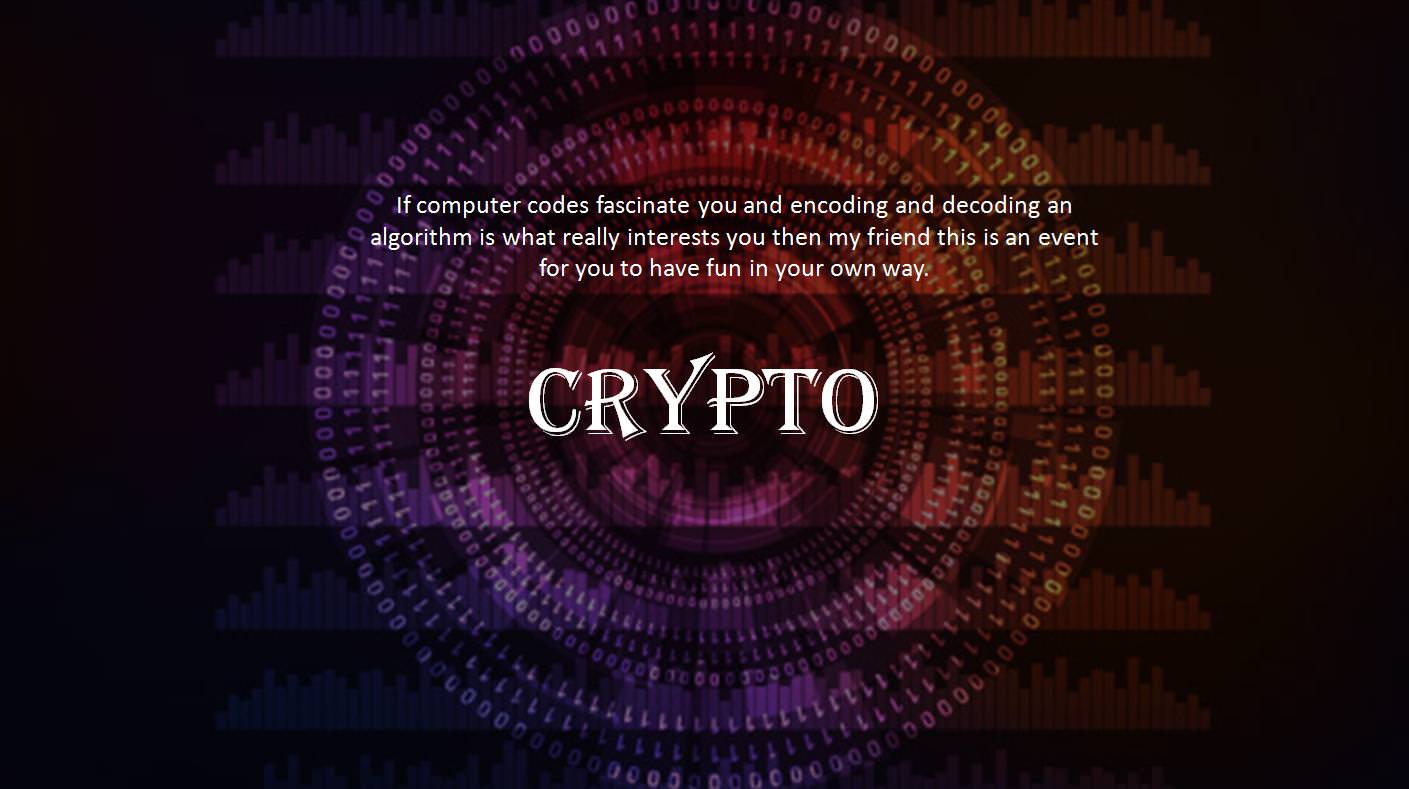 If computer codes fascinate you and encoding and decoding an
algorithm is what really interests you then my friend this is an event
for you to have fun in your own way.
CRYPTO